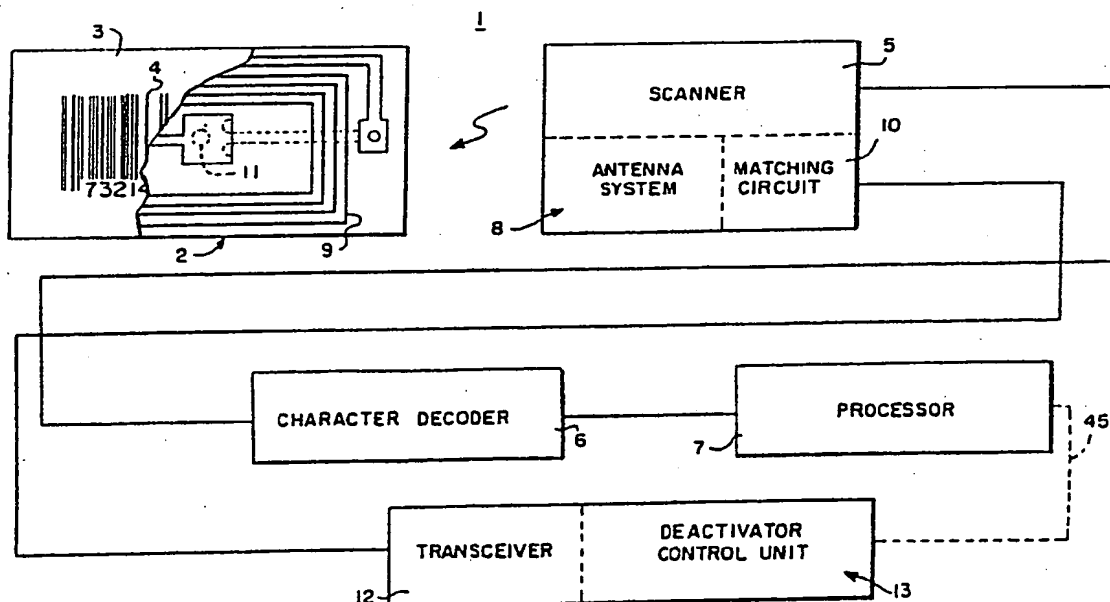 1
3
4
73214
11
2
9
5
SCANNER
10
ANTENNA
SYSTEM
MATCHING
CIRCUIT
8
CHARACTER DECODER
6
PROCESSOR
7
45
TRANSCEIVER
DEACTIVATOR
CONTROL UNIT
12
13